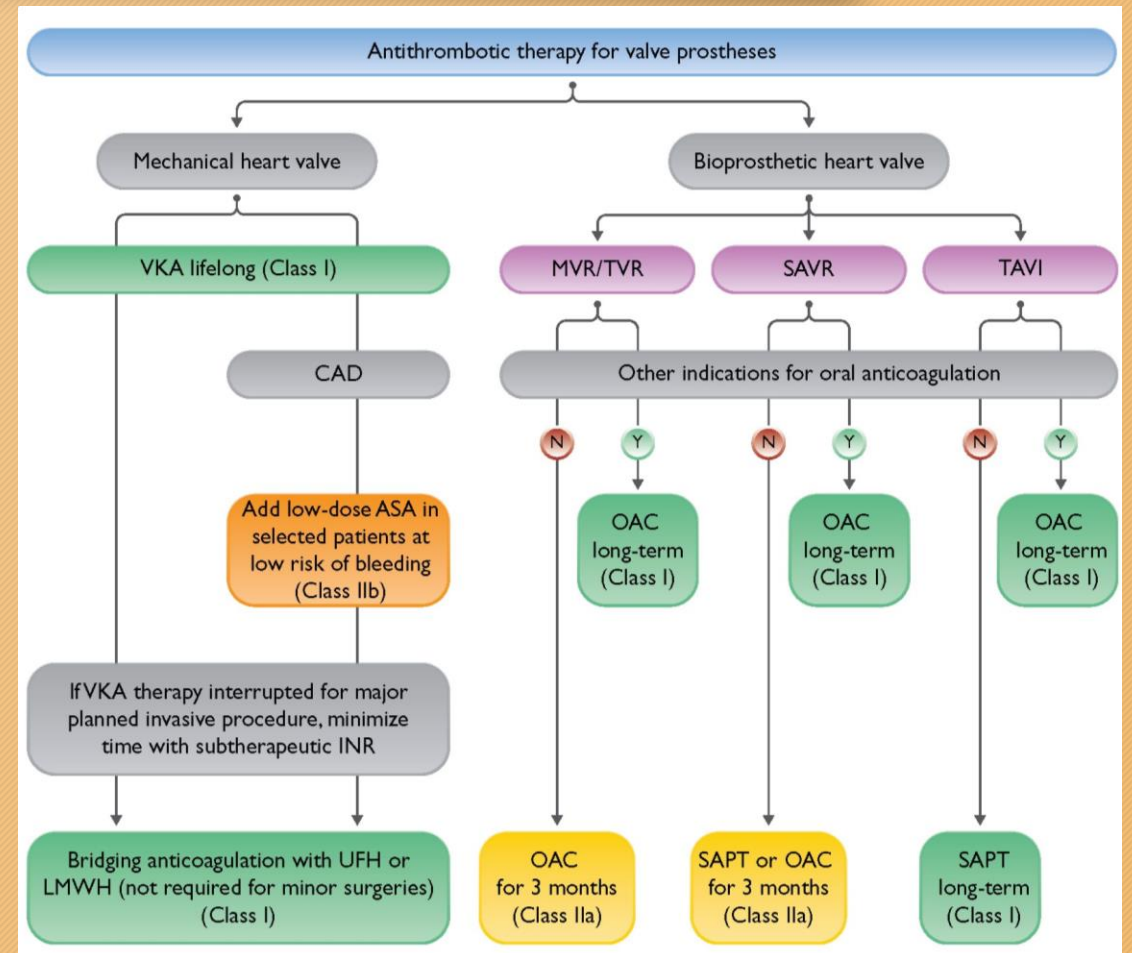 Antithrombotic therapy for valve prostheses
Mechanical heart valve
Bioprosthetic heart valve
VKA lifelong (Class I)
MVR/TVR
SAVR
TAVI
CAD
Other indications for oral anticoagulation
N
Y
N
Y
N
Y
Add low-dose ASA in
selected patients at
low risk of bleeding
(Class IIb)
OAC
long-term
(Class I)
OAC
long-term
(Class I)
OAC
long-term
(Class I)
If VKA therapy interrupted for major
planned invasive procedure, minimize
time with subtherapeutic INR
Bridging anticoagulation with UFH or
LMWH (not required for minor surgeries)
(Class I)
OAC
for 3 months
(Class IIa)
SAPT or OAC
for 3 months
(Class IIa)
SAPT
long-term
(Class I)